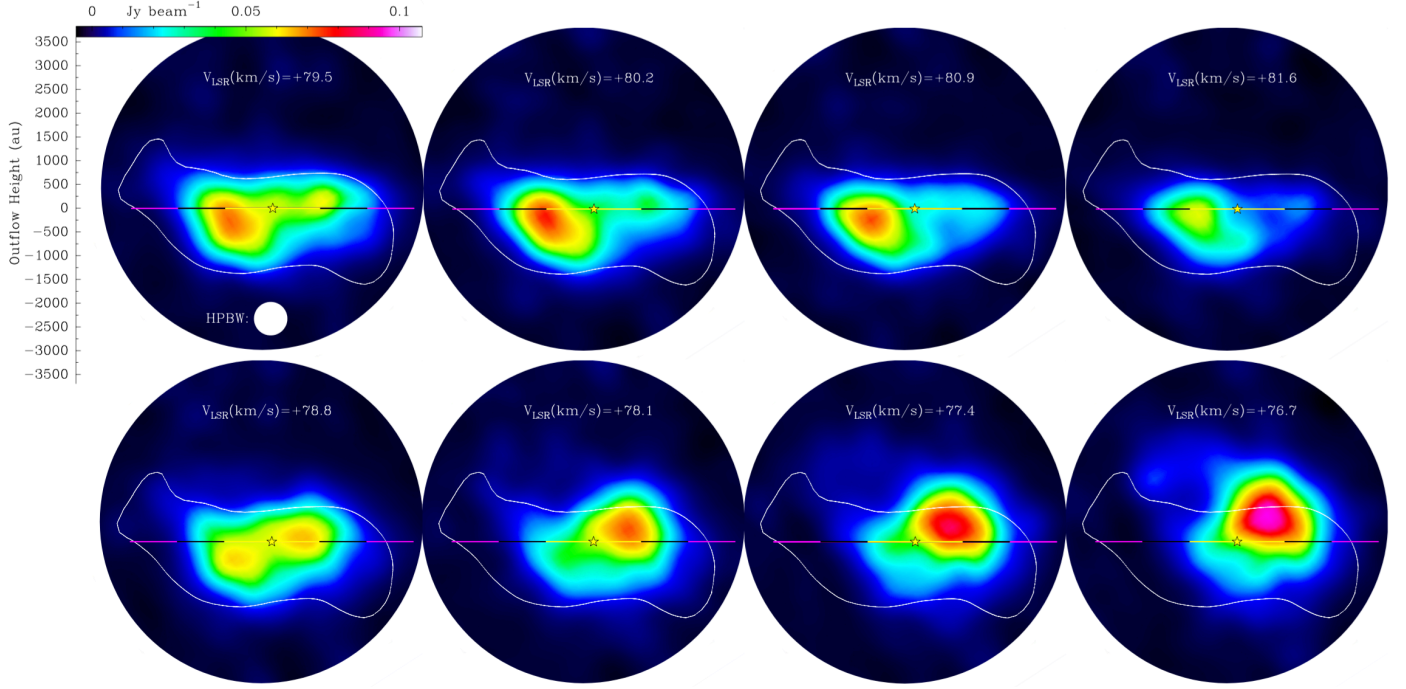 0 Jy beam⁻¹ 0.05 0.1
3500
3000
2500
2000
1500
1000
500
0
−500
−1000
−1500
−2000
−2500
−3000
−3500
Outflow Height (au)
V_LSR(km/s)=+79.5
V_LSR(km/s)=+80.2
V_LSR(km/s)=+80.9
V_LSR(km/s)=+81.6
HPBW:
V_LSR(km/s)=+78.8
V_LSR(km/s)=+78.1
V_LSR(km/s)=+77.4
V_LSR(km/s)=+76.7